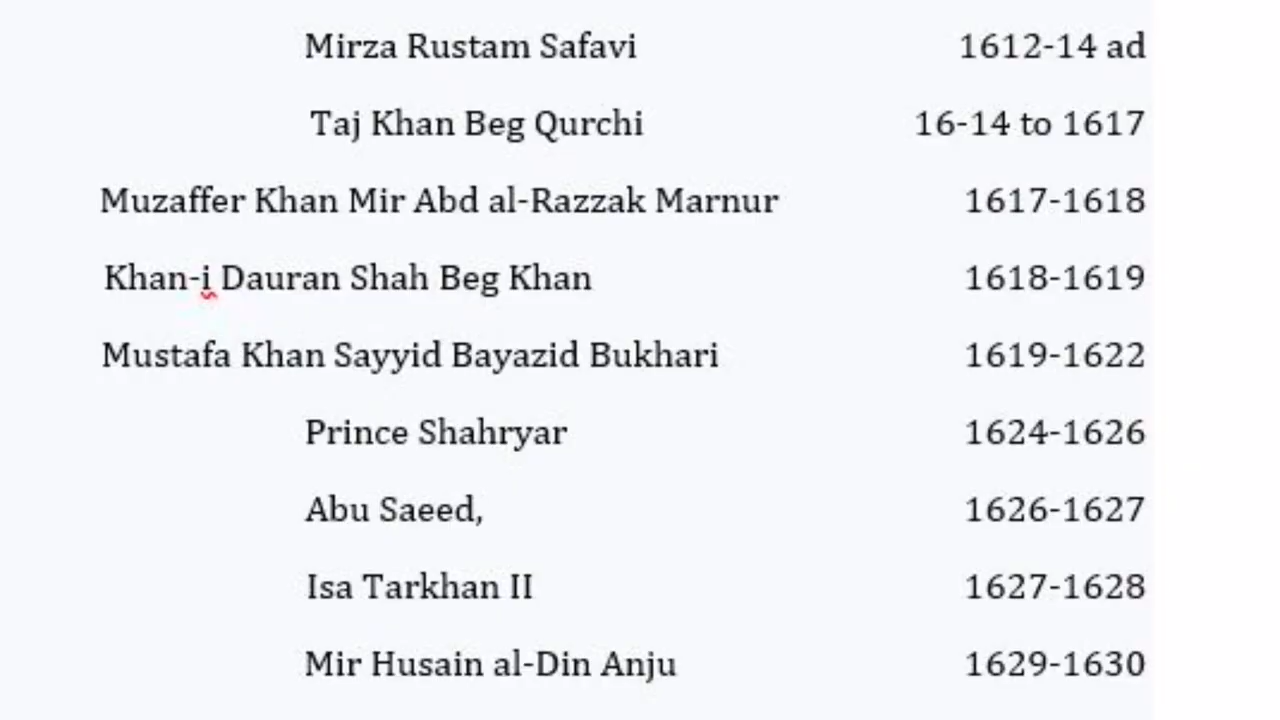 Mirza Rustam Safavi 1612-14 ad
Taj Khan Beg Qurchi 16-14 to 1617
Muzaffer Khan Mir Abd al-Razzak Marnur 1617-1618
Khan-i Dauran Shah Beg Khan 1618-1619
Mustafa Khan Sayyid Bayazid Bukhari 1619-1622
Prince Shahryar 1624-1626
Abu Saeed, 1626-1627
Isa Tarkhan II 1627-1628
Mir Husain al-Din Anju 1629-1630